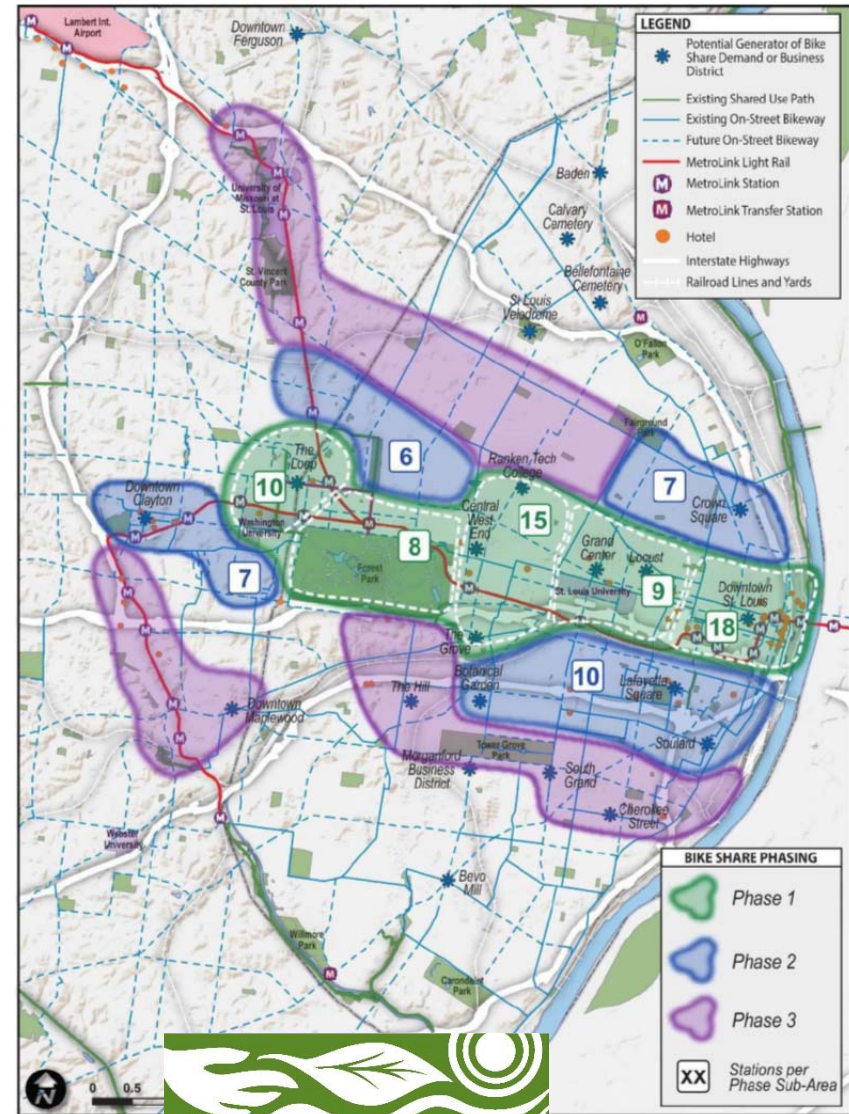 Lambert Int.
Airport
Downtown
Ferguson
LEGEND
Potential Generator of Bike
Share Demand or Business
District
Existing Shared Use Path
Existing On-Street Bikeway
Future On-Street Bikeway
MetroLink Light Rail
M MetroLink Station
M MetroLink Transfer Station
Hotel
Interstate Highways
Railroad Lines and Yards
University of
Missouri at
St. Louis
St. Vincent
County Park
Baden
Calvary
Cemetery
Bellefontaine
Cemetery
St Louis
Velodrome
O'Fallon
Park
Fairground
Park
6
7
Crown
Square
The
Loop
10
Ranken Tech
College
15
Downtown
Clayton
Washington
University
Central
West
End
8
Forest
Park
Grand
Center
Locust
St. Louis University
9
Downtown
St. Louis
18
7
The
Grove
Botanical
Garden
10
Lafayette
Square
The Hill
Downtown
Maplewood
Soulard
Tower Grove
Park
Morganford
Business
District
South
Grand
Cherokee
Street
Webster
University
Bevo
Mill
Willmore
Park
Carondelet
Park
BIKE SHARE PHASING
Phase 1
Phase 2
Phase 3
XX Stations per
Phase Sub-Area
N
0 0.5